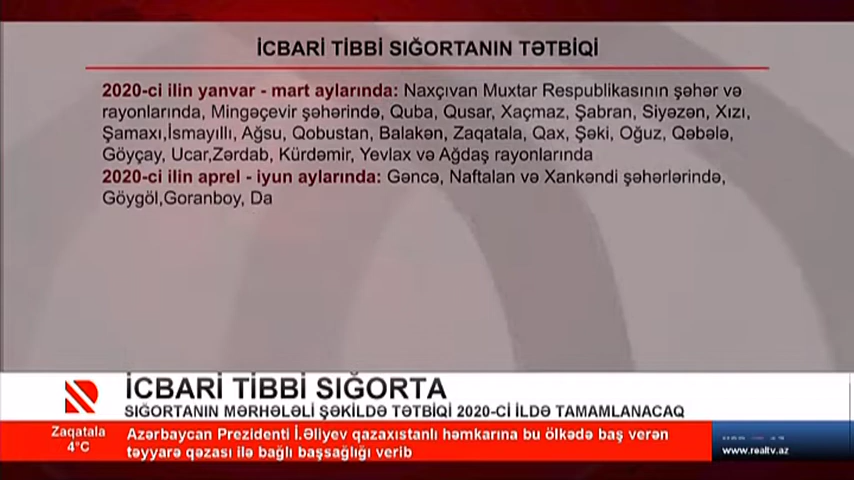 İCBARİ TİBBİ SIĞORTANIN TƏTBİQİ
2020-ci ilin yanvar - mart aylarında: Naxçıvan Muxtar Respublikasının şəhər və
rayonlarında, Mingəçevir şəhərində, Quba, Qusar, Xaçmaz, Şabran, Siyəzən, Xızı,
Şamaxı,İsmayıllı, Ağsu, Qobustan, Balakən, Zaqatala, Qax, Şəki, Oğuz, Qəbələ,
Göyçay, Ucar,Zərdab, Kürdəmir, Yevlax və Ağdaş rayonlarında
2020-ci ilin aprel - iyun aylarında: Gəncə, Naftalan və Xankəndi şəhərlərində,
Göygöl,Goranboy, Da
İCBARİ TİBBİ SIĞORTA
SIĞORTANIN MƏRHƏLƏLİ ŞƏKİLDƏ TƏTBİQİ 2020-Cİ İLDƏ TAMAMLANACAQ
Zaqatala
4°C
Azərbaycan Prezidenti İ.Əliyev qazaxıstanlı həmkarına bu ölkədə baş verən
təyyarə qəzası ilə bağlı başsağlığı verib
www.realtv.az